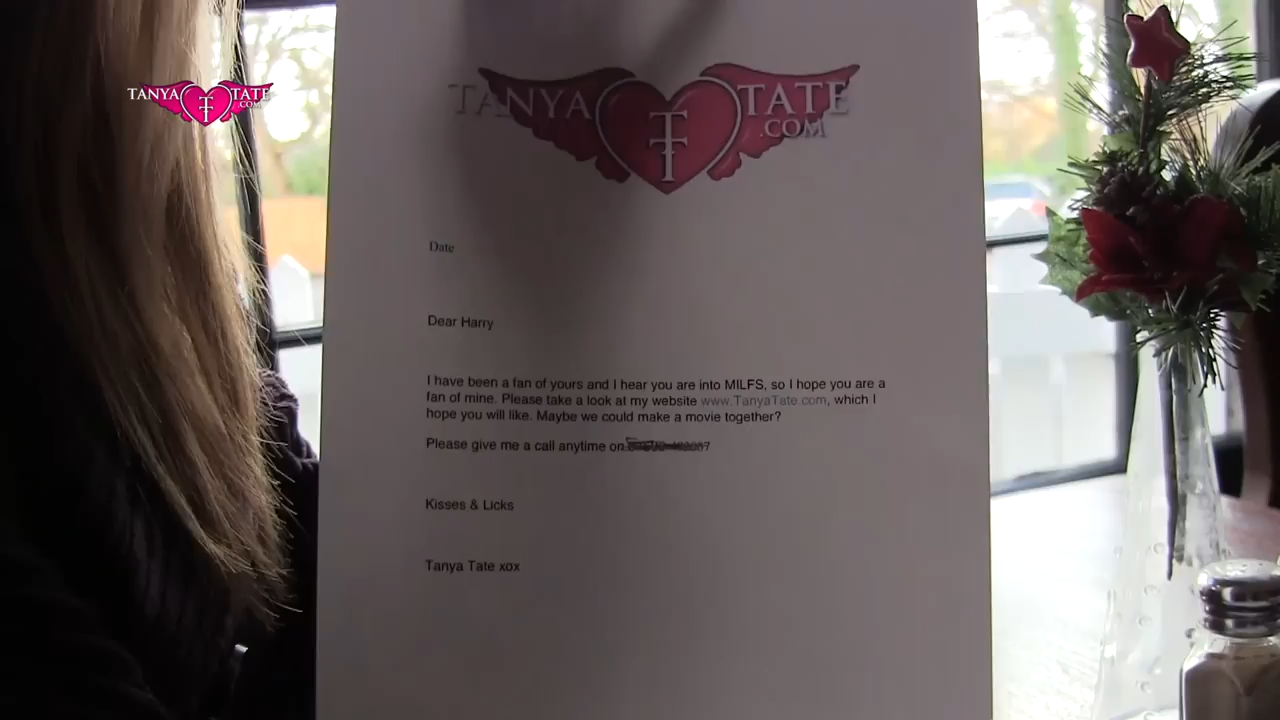 TANYA TATE
.COM
TANYA TATE
.COM
Date
Dear Harry
I have been a fan of yours and I hear you are into MILFS, so I hope you are a
fan of mine. Please take a look at my website www.TanyaTate.com, which I
hope you will like. Maybe we could make a movie together?
Please give me a call anytime on ?
Kisses & Licks
Tanya Tate xox